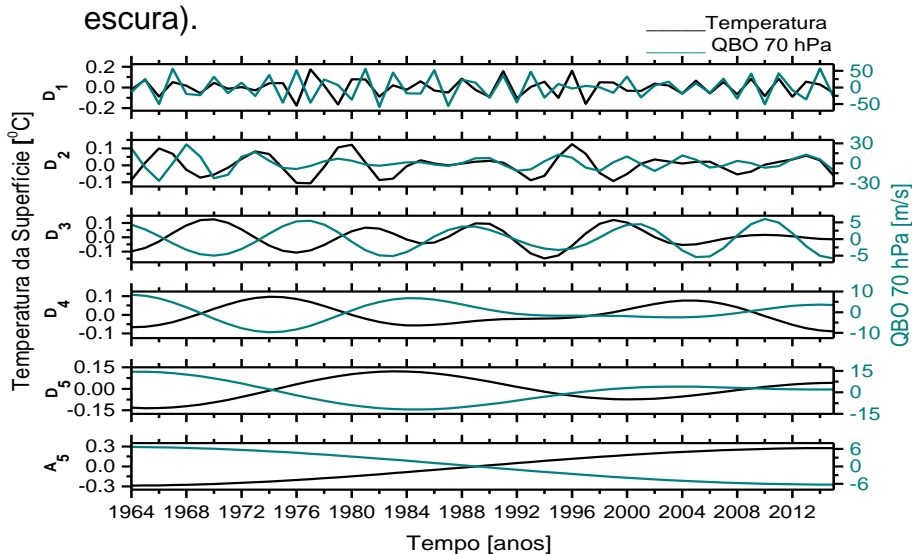 escura).
Temperatura
QBO 70 hPa
Temperatura da Superfície [⁰C]
QBO 70 hPa [m/s]
D1
0.2
0.0
-0.2
50
0
-50
D2
0.1
0.0
-0.1
30
0
-30
D3
0.1
0.0
-0.1
5
0
-5
D4
0.1
0.0
-0.1
10
0
-10
D5
0.15
0.00
-0.15
15
0
-15
A5
0.3
0.0
-0.3
6
0
-6
1964 1968 1972 1976 1980 1984 1988 1992 1996 2000 2004 2008 2012
Tempo [anos]